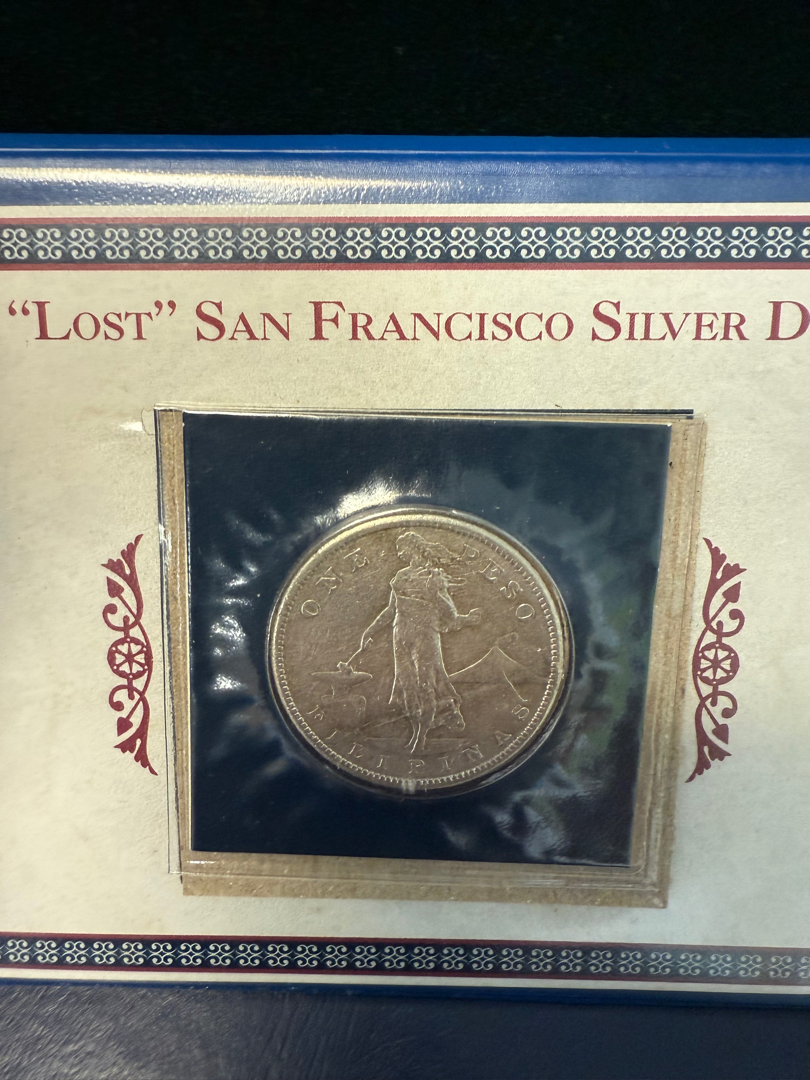 “LOST” SAN FRANCISCO SILVER D
ONE PESO
FILIPINAS